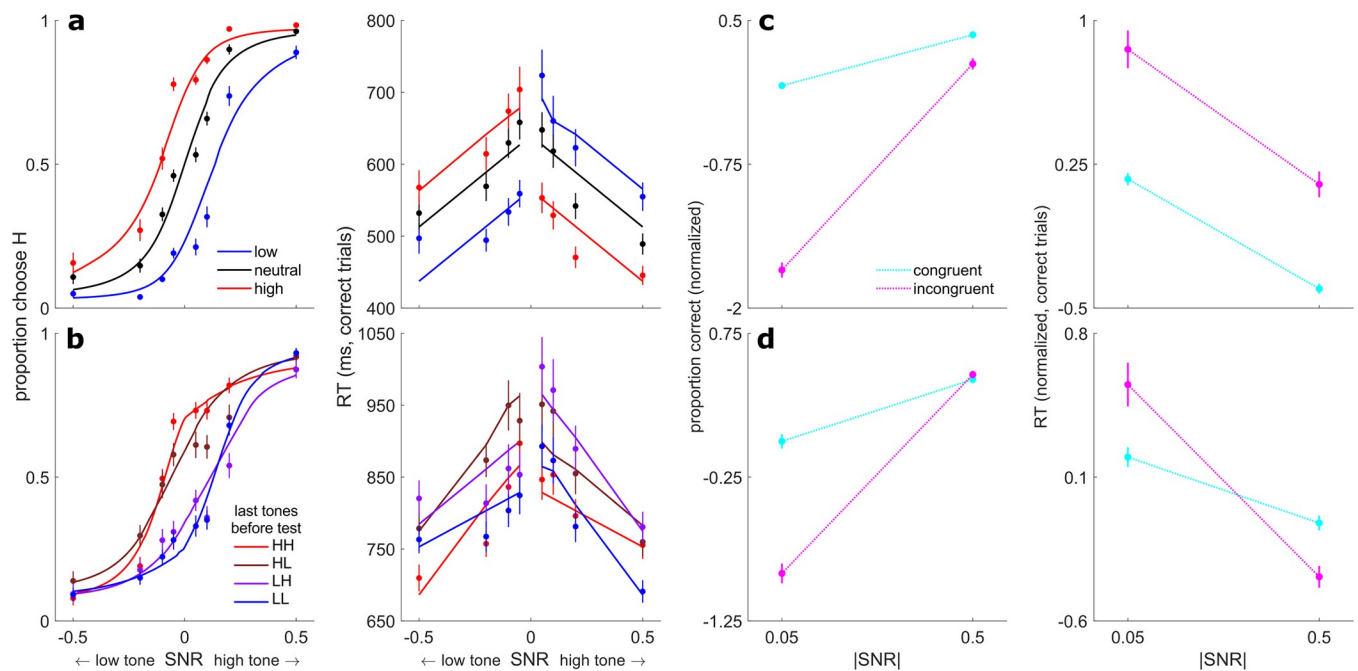 a
1
0.5
0
proportion choose H
low
neutral
high
800
700
600
500
400
RT (ms, correct trials)
c
0.5
-0.75
-2
proportion correct (normalized)
congruent
incongruent
1
0.25
-0.5
RT (normalized, correct trials)
b
1
0.5
0
last tones
before test
HH
HL
LH
LL
-0.5
0
0.5
← low tone SNR high tone →
1050
950
850
750
650
-0.5
0
0.5
← low tone SNR high tone →
d
0.75
-0.25
-1.25
0.05
0.5
|SNR|
0.8
0.1
-0.6
0.05
0.5
|SNR|